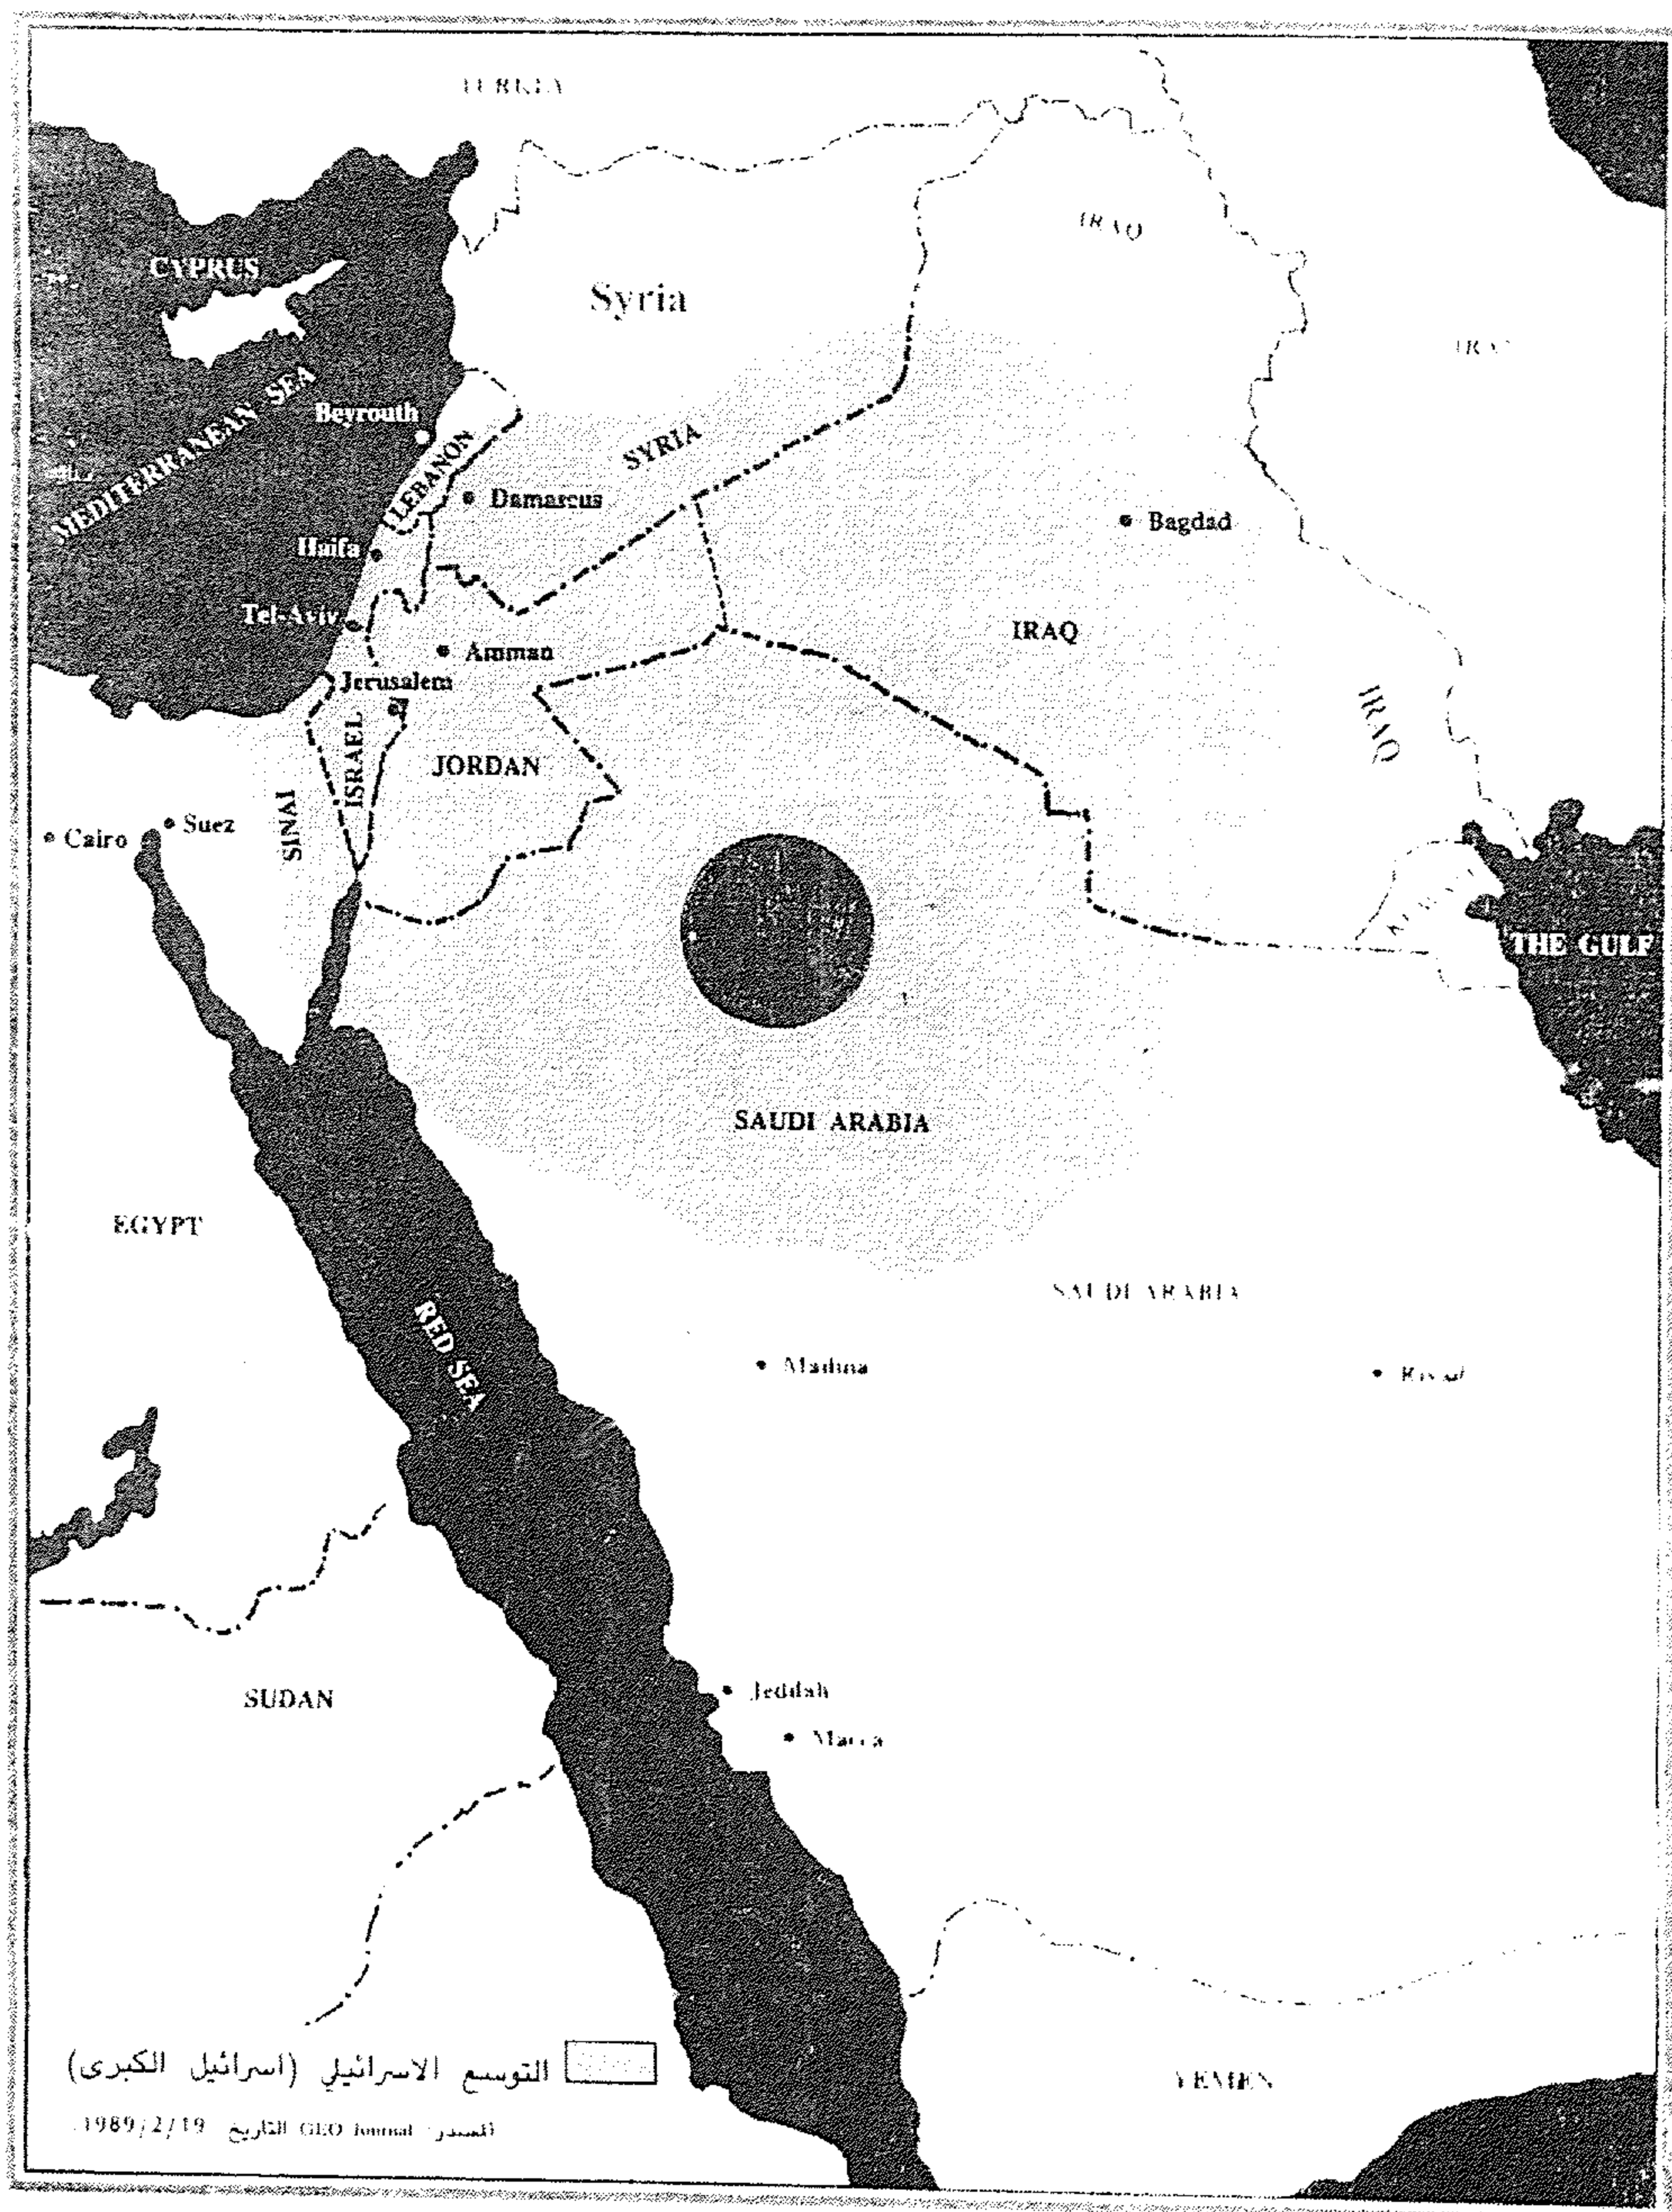 TURKIA
IRAQ
CYPRUS
Syria
MEDITERRANEAN SEA
Beyrouth
LEBANON
SYRIA
Damascus
Bagdad
Haifa
Tel-Aviv
Amman
IRAQ
Jerusalem
IRAQ
ISRAEL
JORDAN
SINAI
Suez
Cairo
THE GULF
SAUDI ARABIA
EGYPT
SAUDI ARABIA
RED SEA
Madina
SUDAN
Jeddah
Macca
التوسع الاسرائيلي (اسرائيل الكبرى)
YEMEN
المصدر: GEO Journal التاريخ 1989/2/19.